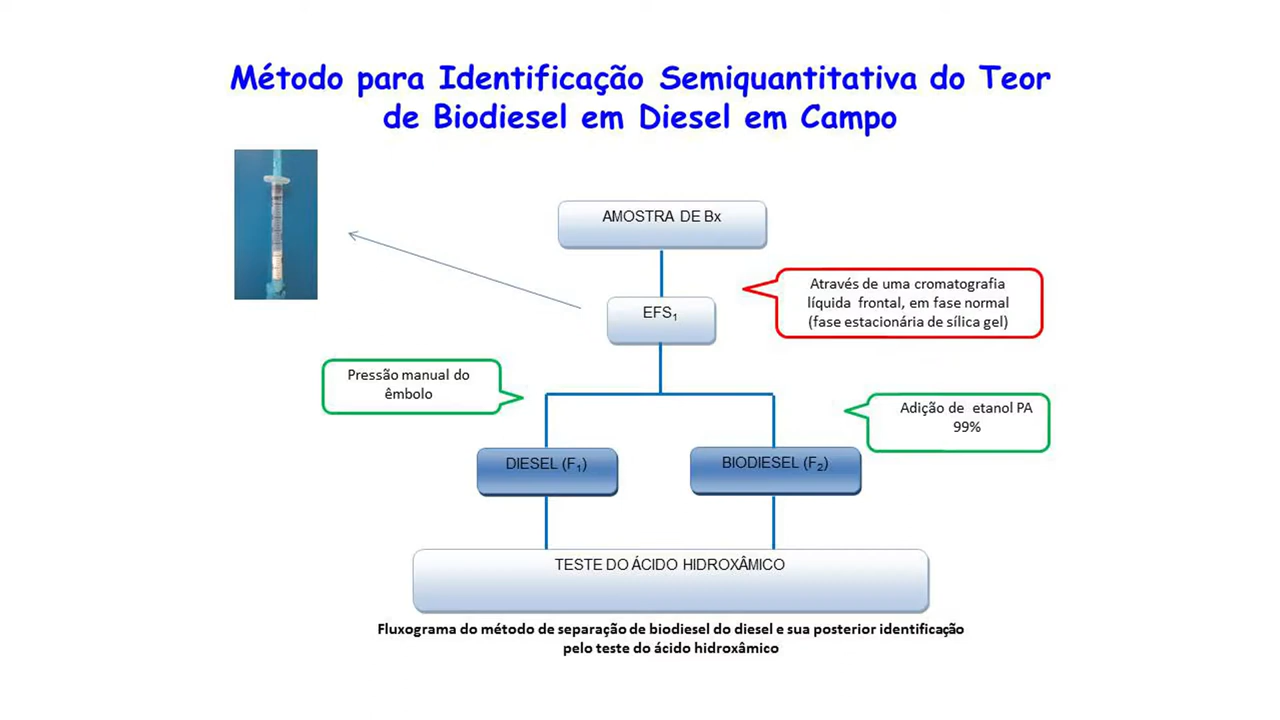 Método para Identificação Semiquantitativa do Teor
de Biodiesel em Diesel em Campo
AMOSTRA DE Bx
Através de uma cromatografia
líquida frontal, em fase normal
(fase estacionária de sílica gel)
EFS₁
Pressão manual do
êmbolo
Adição de etanol PA
99%
DIESEL (F₁)
BIODIESEL (F₂)
TESTE DO ÁCIDO HIDROXÂMICO
Fluxograma do método de separação de biodiesel do diesel e sua posterior identificação
pelo teste do ácido hidroxâmico